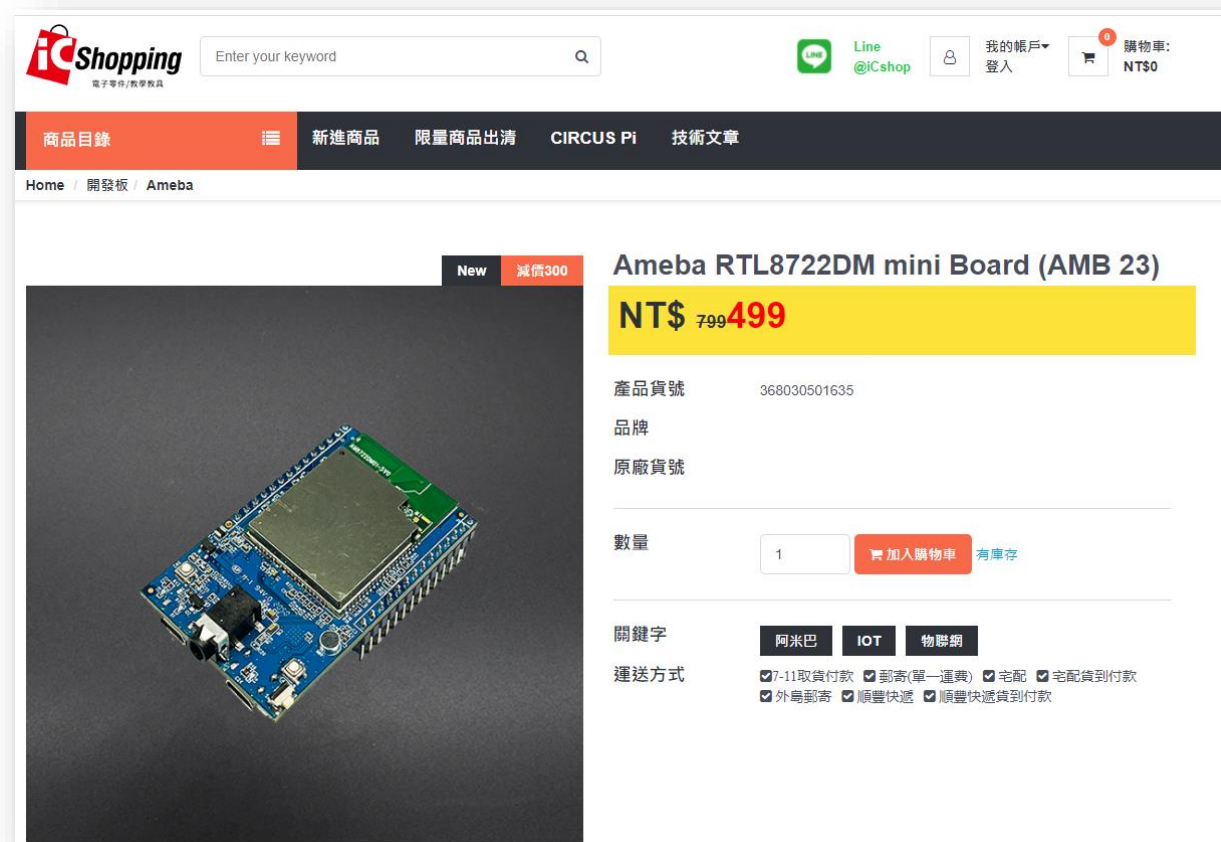 iCShopping
電子零件/教學教具
Enter your keyword
LINE
Line
@iCshop
我的帳戶
登入
0
購物車:
NT$0
商品目錄
新進商品
限量商品出清
CIRCUS Pi
技術文章
Home / 開發板 / Ameba
New
減價300
Ameba RTL8722DM mini Board (AMB 23)
NT$ 799 499
產品貨號 368030501635
品牌
原廠貨號
數量 1 加入購物車 有庫存
關鍵字 阿米巴 IOT 物聯網
運送方式 7-11取貨付款 郵寄(單一運費) 宅配 宅配貨到付款
外島郵寄 順豐快遞 順豐快遞貨到付款